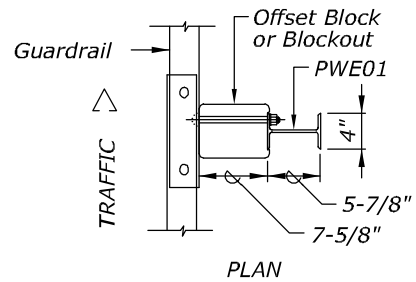 Offset Block
or Blockout
Guardrail
PWE01
TRAFFIC
4"
5-7/8"
7-5/8"
PLAN